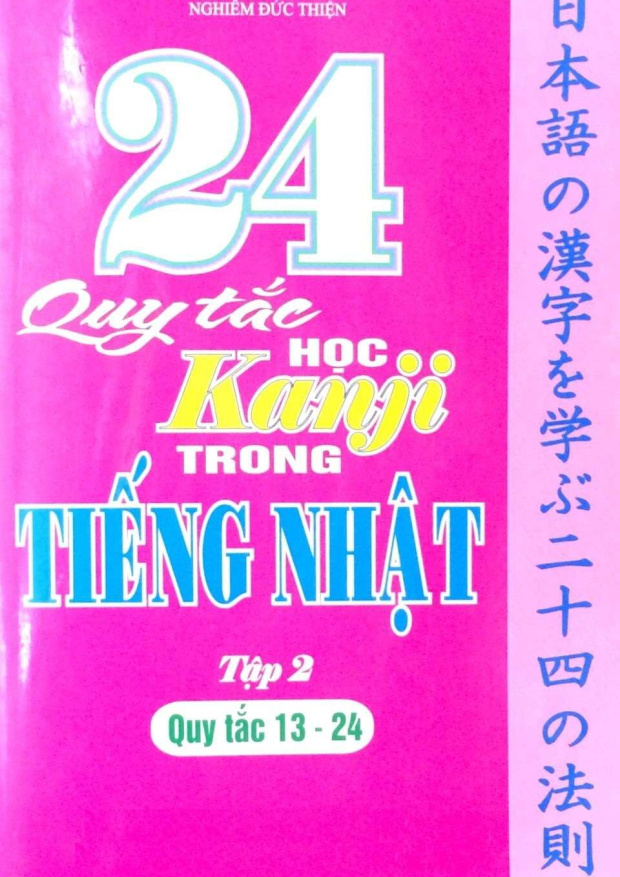 NGHIÊM ĐỨC THIỆN
24
Quy tắc
HỌC
Kanji
TRONG
TIẾNG NHẬT
Tập 2
Quy tắc 13 - 24
日本語の漢字を学ぶ二十四の法則